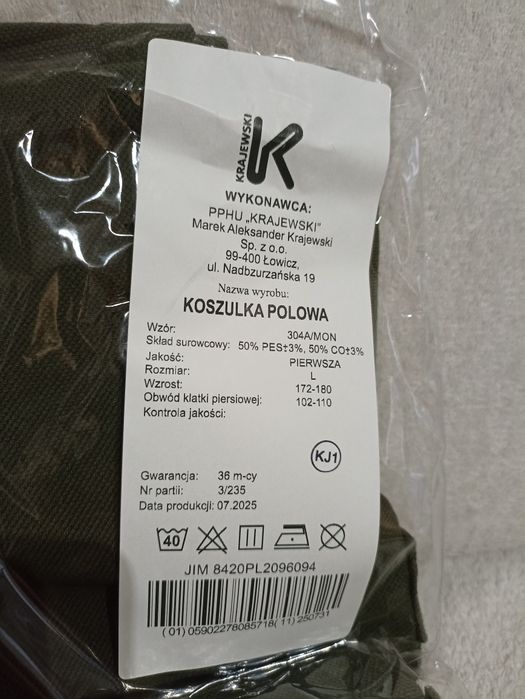 KRAJEWSKI
WYKONAWCA:
PPHU „KRAJEWSKI"
Marek Aleksander Krajewski
Sp. z o.o.
99-400 Łowicz,
ul. Nadbzurzańska 19
Nazwa wyrobu:
KOSZULKA POLOWA
Wzór: 304A/MON
Skład surowcowy: 50% PES±3%, 50% CO±3%
Jakość: PIERWSZA
Rozmiar: L
Wzrost: 172-180
Obwód klatki piersiowej: 102-110
Kontrola jakości:
KJ1
Gwarancja: 36 m-cy
Nr partii: 3/235
Data produkcji: 07.2025
40
JIM 8420PL2096094
(01)05902278085718(11)250731